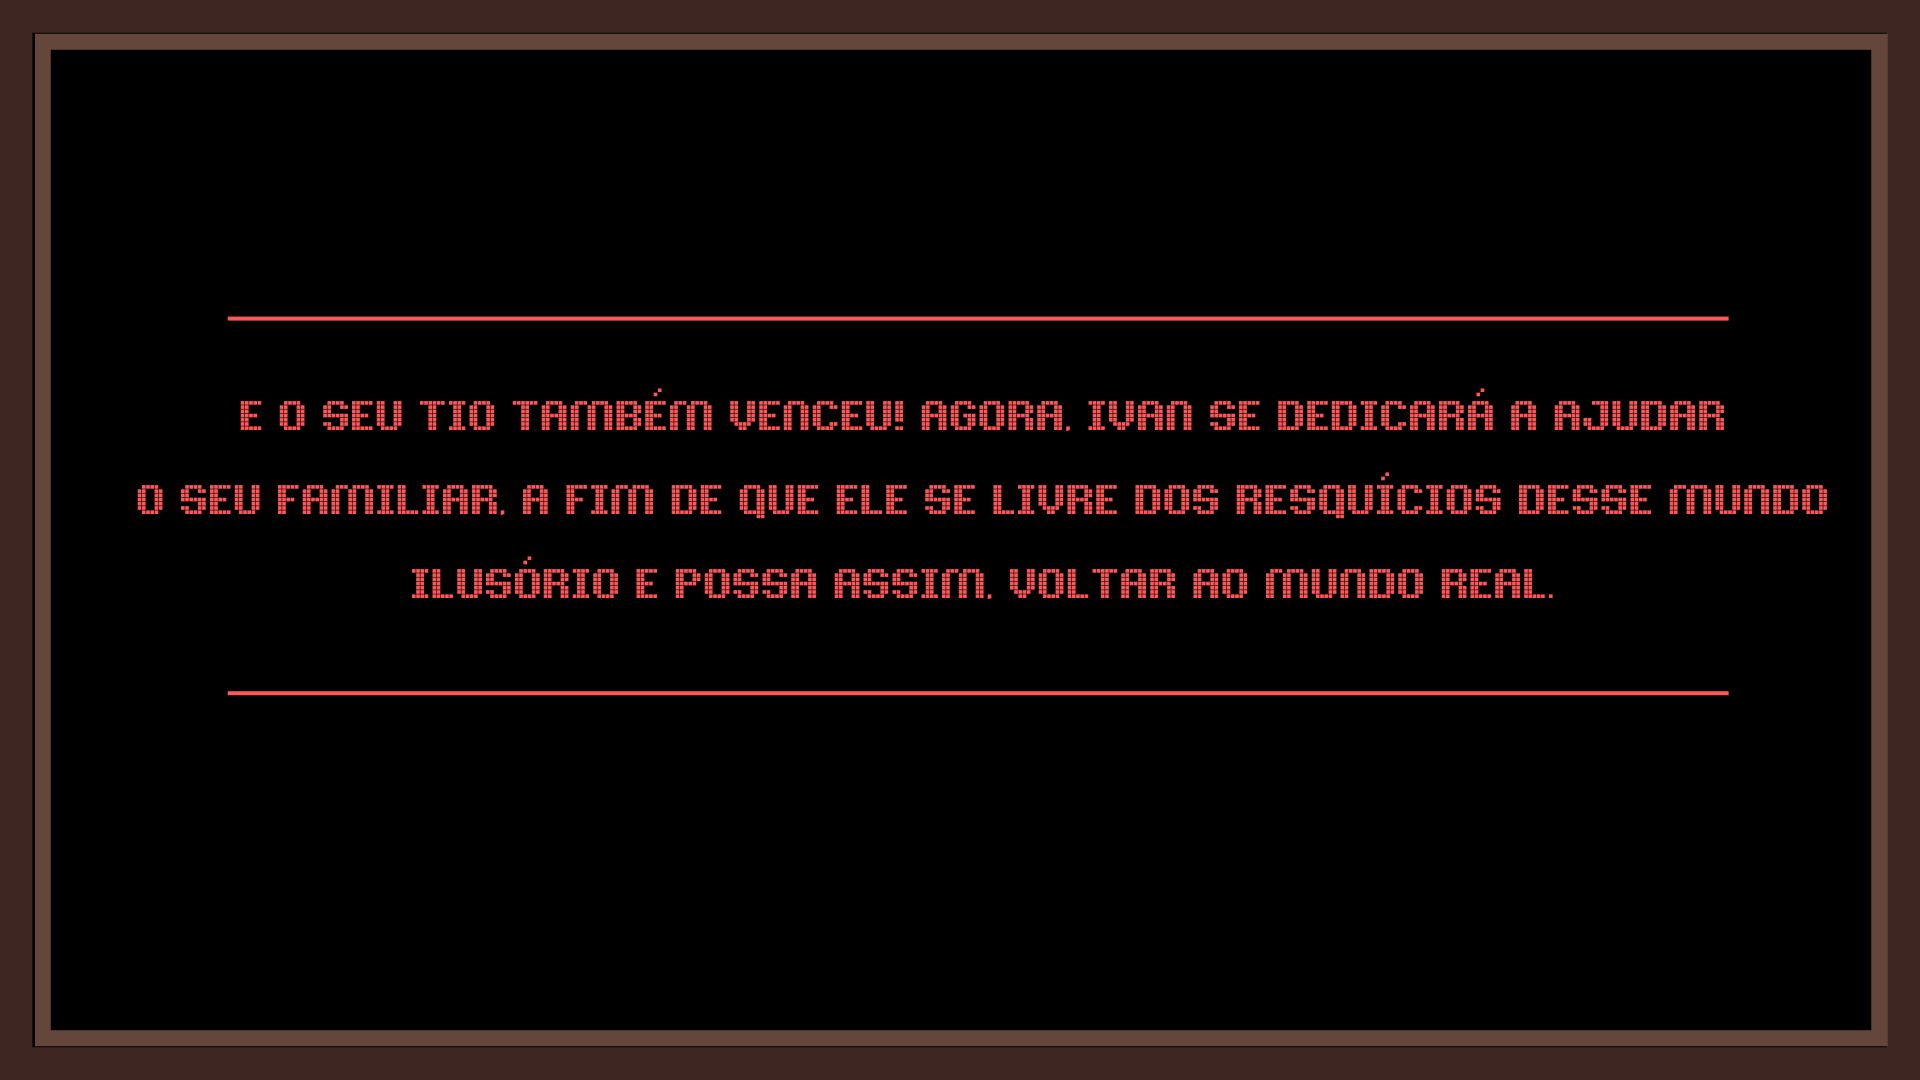 E O SEU TIO TAMBÉM VENCEU! AGORA, IVAN SE DEDICARÁ A AJUDAR
O SEU FAMILIAR, A FIM DE QUE ELE SE LIVRE DOS RESQUÍCIOS DESSE MUNDO
ILUSÓRIO E POSSA ASSIM, VOLTAR AO MUNDO REAL.